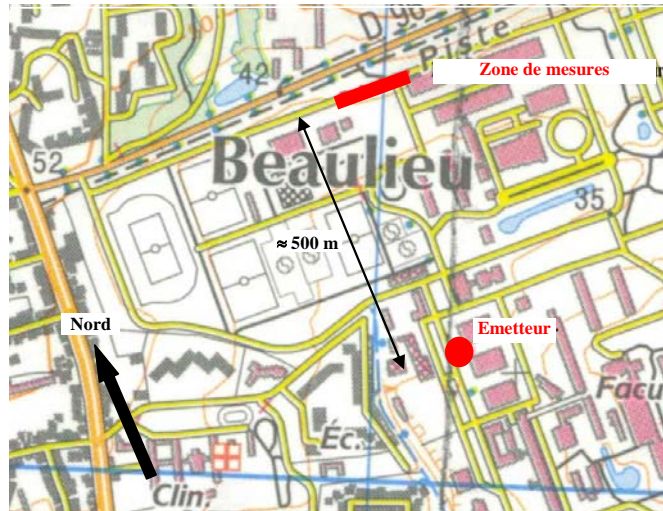 D 96
Piste
Zone de mesures
42
52
Beaulieu
35
≈ 500 m
Nord
Emetteur
Facu
Éc.
Clin.